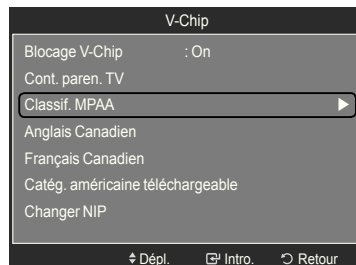 V-Chip
Blocage V-Chip : On
Cont. paren. TV
Classif. MPAA
Anglais Canadien
Français Canadien
Catég. américaine téléchargeable
Changer NIP
Dépl. Intro. Retour